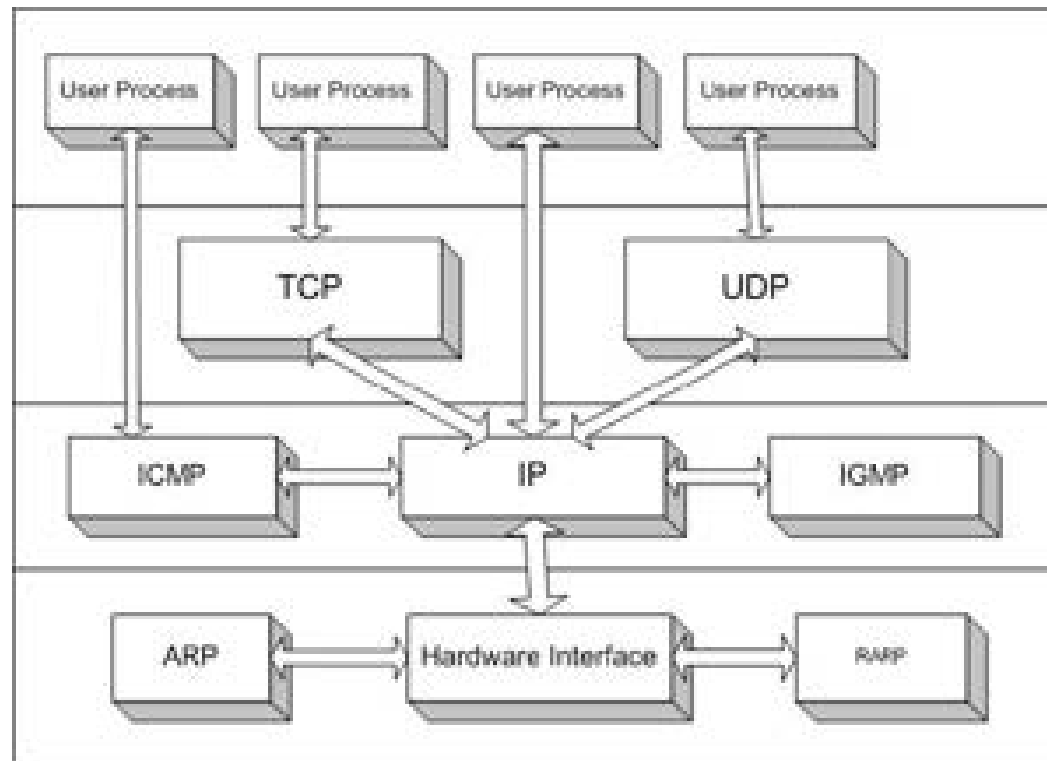 User Process
User Process
User Process
User Process
TCP
UDP
ICMP
IP
IGMP
ARP
Hardware Interface
RARP